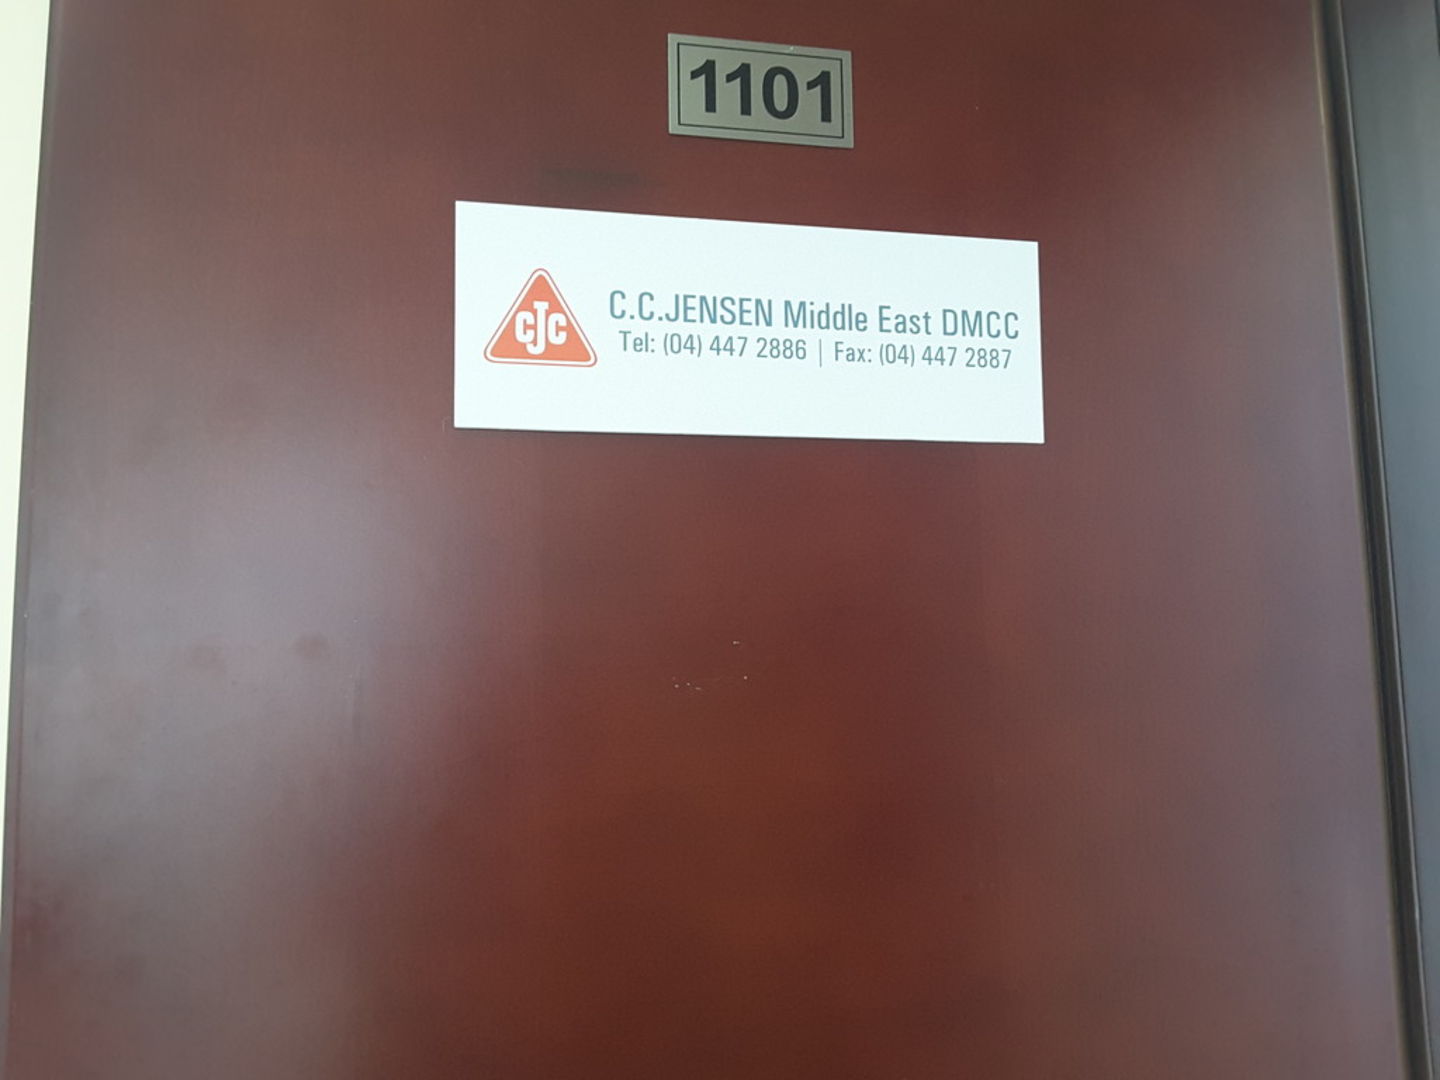 1101
CJC
C.C.JENSEN Middle East DMCC
Tel: (04) 447 2886 | Fax: (04) 447 2887